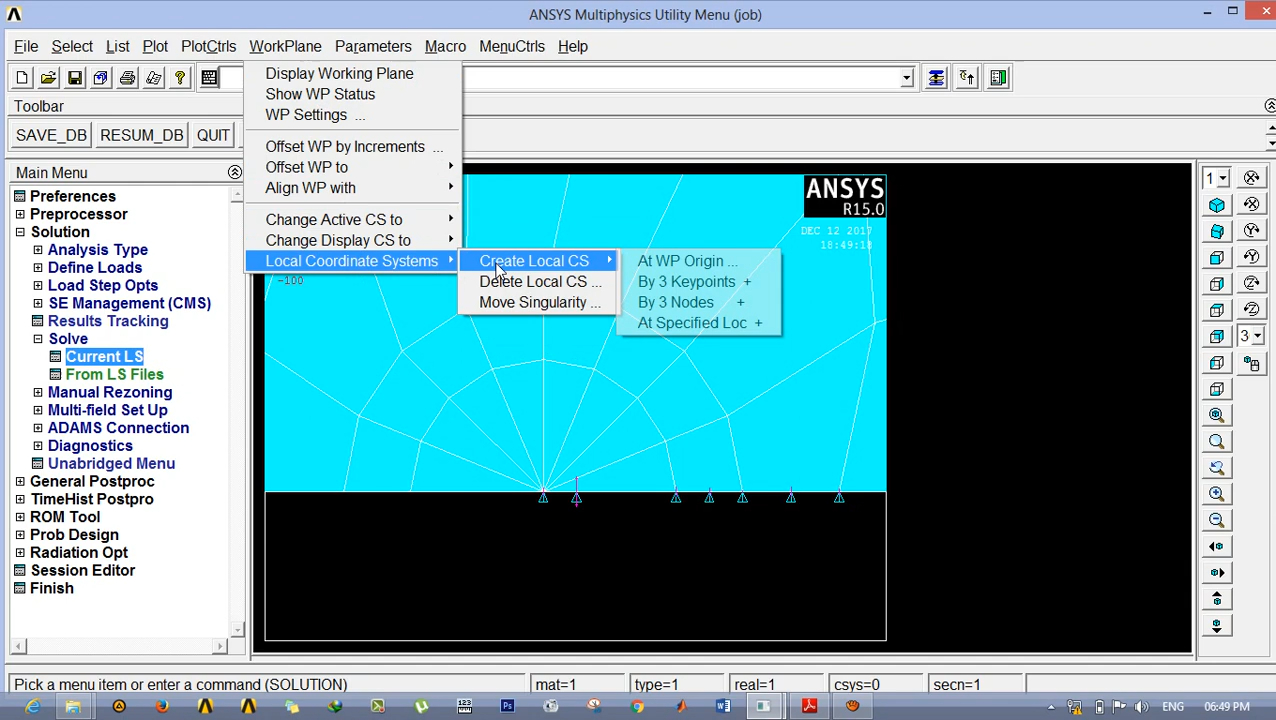 ANSYS Multiphysics Utility Menu (job)
File Select List Plot PlotCtrls WorkPlane Parameters Macro MenuCtrls Help
Toolbar
SAVE_DB RESUM_DB QUIT
Main Menu
Preferences
Preprocessor
Solution
Analysis Type
Define Loads
Load Step Opts
SE Management (CMS)
Results Tracking
Solve
Current LS
From LS Files
Manual Rezoning
Multi-field Set Up
ADAMS Connection
Diagnostics
Unabridged Menu
General Postproc
TimeHist Postpro
ROM Tool
Prob Design
Radiation Opt
Session Editor
Finish
Display Working Plane
Show WP Status
WP Settings ...
Offset WP by Increments ...
Offset WP to
Align WP with
Change Active CS to
Change Display CS to
Local Coordinate Systems
Create Local CS
Delete Local CS ...
Move Singularity ...
At WP Origin ...
By 3 Keypoints +
By 3 Nodes +
At Specified Loc +
-100
ANSYS
R15.0
DEC 12 2017
18:49:18
1
3
Pick a menu item or enter a command (SOLUTION) mat=1 type=1 real=1 csys=0 secn=1
ENG 06:49 PM